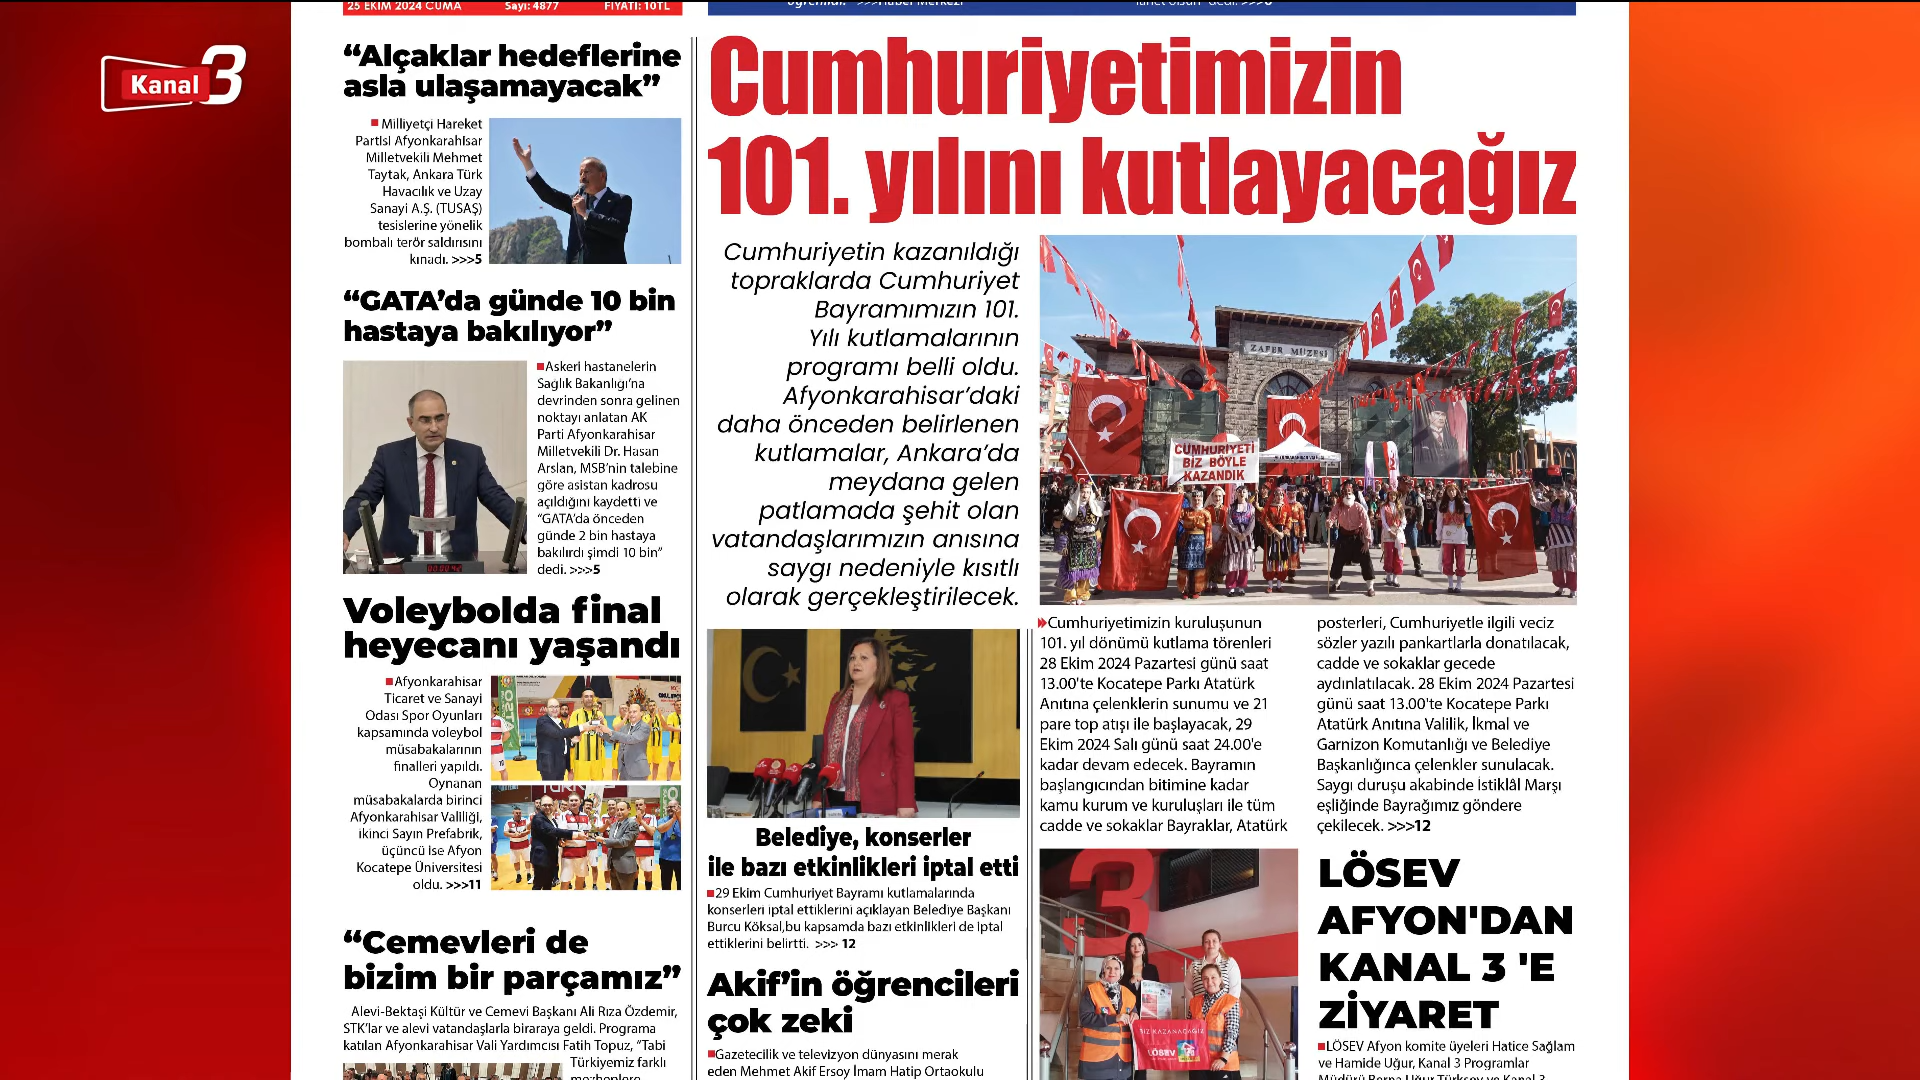 Kanal 3
25 EKİM 2024 CUMA Sayı: 4877 FİYATI: 10TL
“Alçaklar hedeflerine
asla ulaşamayacak”
Milliyetçi Hareket
Partisi Afyonkarahisar
Milletvekili Mehmet
Taytak, Ankara Türk
Havacılık ve Uzay
Sanayi A.Ş. (TUSAŞ)
tesislerine yönelik
bombalı terör saldırısını
kınadı. >>>5
“GATA’da günde 10 bin
hastaya bakılıyor”
Askeri hastanelerin
Sağlık Bakanlığı’na
devrinden sonra gelinen
noktayı anlatan AK
Parti Afyonkarahisar
Milletvekili Dr. Hasan
Arslan, MSB’nin talebine
göre asistan kadrosu
açıldığını kaydetti ve
“GATA’da önceden
günde 2 bin hastaya
bakılırdı şimdi 10 bin”
dedi. >>>5
Voleybolda final
heyecanı yaşandı
Afyonkarahisar
Ticaret ve Sanayi
Odası Spor Oyunları
kapsamında voleybol
müsabakalarının
finalleri yapıldı.
Oynanan
müsabakalarda birinci
Afyonkarahisar Valiliği,
ikinci Sayın Prefabrik,
üçüncü ise Afyon
Kocatepe Üniversitesi
oldu. >>>11
“Cemevleri de
bizim bir parçamız”
Alevi-Bektaşi Kültür ve Cemevi Başkanı Ali Rıza Özdemir,
STK’lar ve alevi vatandaşlarla biraraya geldi. Programa
katılan Afyonkarahisar Vali Yardımcısı Fatih Topuz, “Tabi
Türkiyemiz farklı
mezheplere
Cumhuriyetimizin
101. yılını kutlayacağız
Cumhuriyetin kazanıldığı
topraklarda Cumhuriyet
Bayramımızın 101.
Yılı kutlamalarının
programı belli oldu.
Afyonkarahisar’daki
daha önceden belirlenen
kutlamalar, Ankara’da
meydana gelen
patlamada şehit olan
vatandaşlarımızın anısına
saygı nedeniyle kısıtlı
olarak gerçekleştirilecek.
ZAFER MÜZESİ
CUMHURİYETİ
BİZ BÖYLE
KAZANDIK
Cumhuriyetimizin kuruluşunun
101. yıl dönümü kutlama törenleri
28 Ekim 2024 Pazartesi günü saat
13.00'te Kocatepe Parkı Atatürk
Anıtına çelenklerin sunumu ve 21
pare top atışı ile başlayacak, 29
Ekim 2024 Salı günü saat 24.00'e
kadar devam edecek. Bayramın
başlangıcından bitimine kadar
kamu kurum ve kuruluşları ile tüm
cadde ve sokaklar Bayraklar, Atatürk
posterleri, Cumhuriyetle ilgili veciz
sözler yazılı pankartlarla donatılacak,
cadde ve sokaklar gecede
aydınlatılacak. 28 Ekim 2024 Pazartesi
günü saat 13.00'te Kocatepe Parkı
Atatürk Anıtına Valilik, İkmal ve
Garnizon Komutanlığı ve Belediye
Başkanlığınca çelenkler sunulacak.
Saygı duruşu akabinde İstiklâl Marşı
eşliğinde Bayrağımız göndere
çekilecek. >>>12
Belediye, konserler
ile bazı etkinlikleri iptal etti
29 Ekim Cumhuriyet Bayramı kutlamalarında
konserleri iptal ettiklerini açıklayan Belediye Başkanı
Burcu Köksal,bu kapsamda bazı etkinlikleri de iptal
ettiklerini belirtti. >>> 12
Akif’in öğrencileri
çok zeki
Gazetecilik ve televizyon dünyasını merak
eden Mehmet Akif Ersoy İmam Hatip Ortaokulu
3
BİZ KAZANACAĞIZ
LÖSEV
LÖSEV
AFYON'DAN
KANAL 3 'E
ZİYARET
LÖSEV Afyon komite üyeleri Hatice Sağlam
ve Hamide Uğur, Kanal 3 Programlar
Müdürü Berna Uğur Türksoy ve Kanal 3